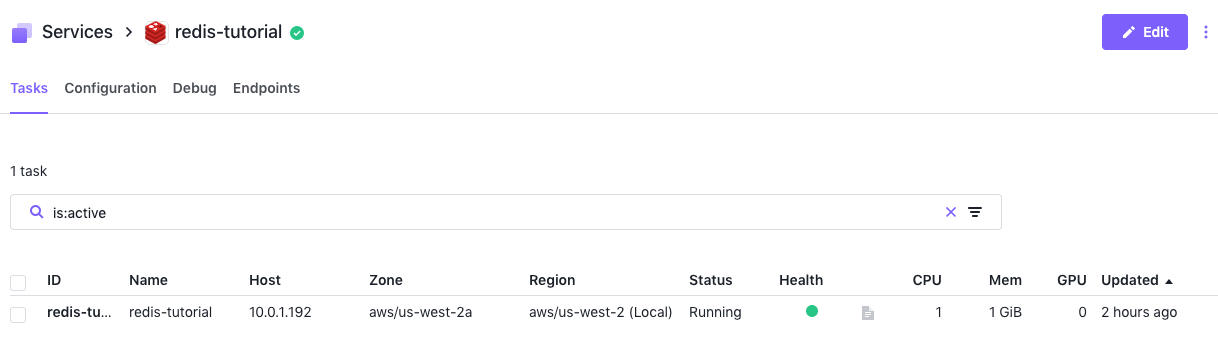 Services > redis-tutorial
Edit
Tasks Configuration Debug Endpoints
1 task
is:active
ID Name Host Zone Region Status Health CPU Mem GPU Updated
redis-tu... redis-tutorial 10.0.1.192 aws/us-west-2a aws/us-west-2 (Local) Running 1 1 GiB 0 2 hours ago